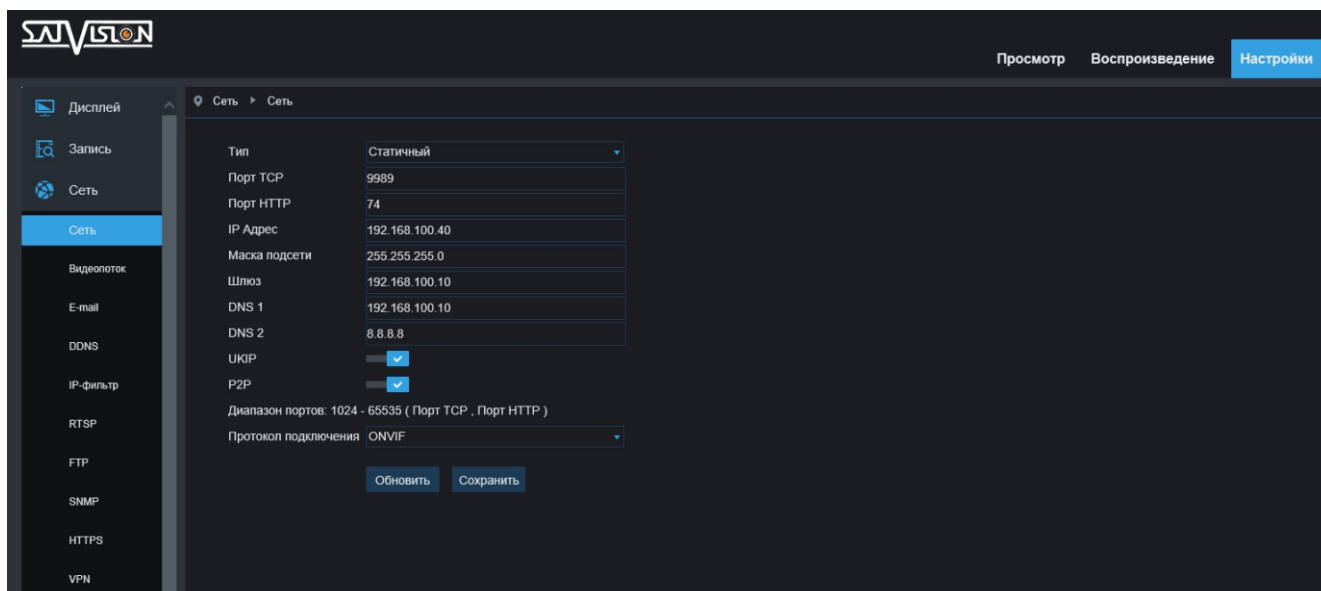 SATVISION
Просмотр Воспроизведение Настройки
Дисплей
Запись
Сеть
Сеть
Видеопоток
E-mail
DDNS
IP-фильтр
RTSP
FTP
SNMP
HTTPS
VPN
Сеть Сеть
Тип Статичный
Порт TCP 9989
Порт HTTP 74
IP Адрес 192.168.100.40
Маска подсети 255.255.255.0
Шлюз 192.168.100.10
DNS 1 192.168.100.10
DNS 2 8.8.8.8
UKIP
P2P
Диапазон портов: 1024 - 65535 ( Порт TCP , Порт HTTP )
Протокол подключения ONVIF
Обновить Сохранить